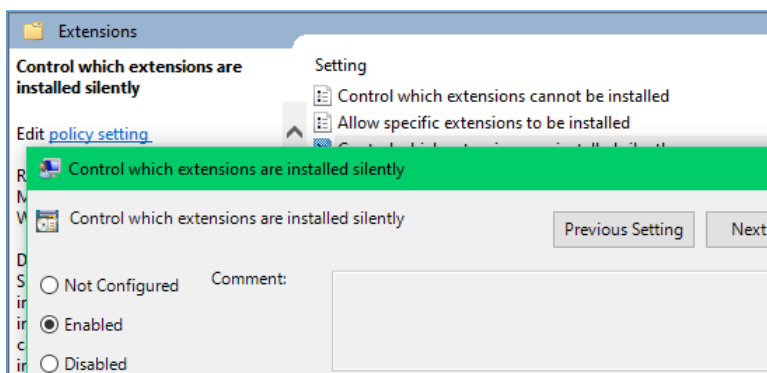 Extensions
Control which extensions are
installed silently
Edit policy setting
Setting
Control which extensions cannot be installed
Allow specific extensions to be installed
Control which extensions are installed silently
Control which extensions are installed silently
Previous Setting
Next
Not Configured
Comment:
Enabled
Disabled